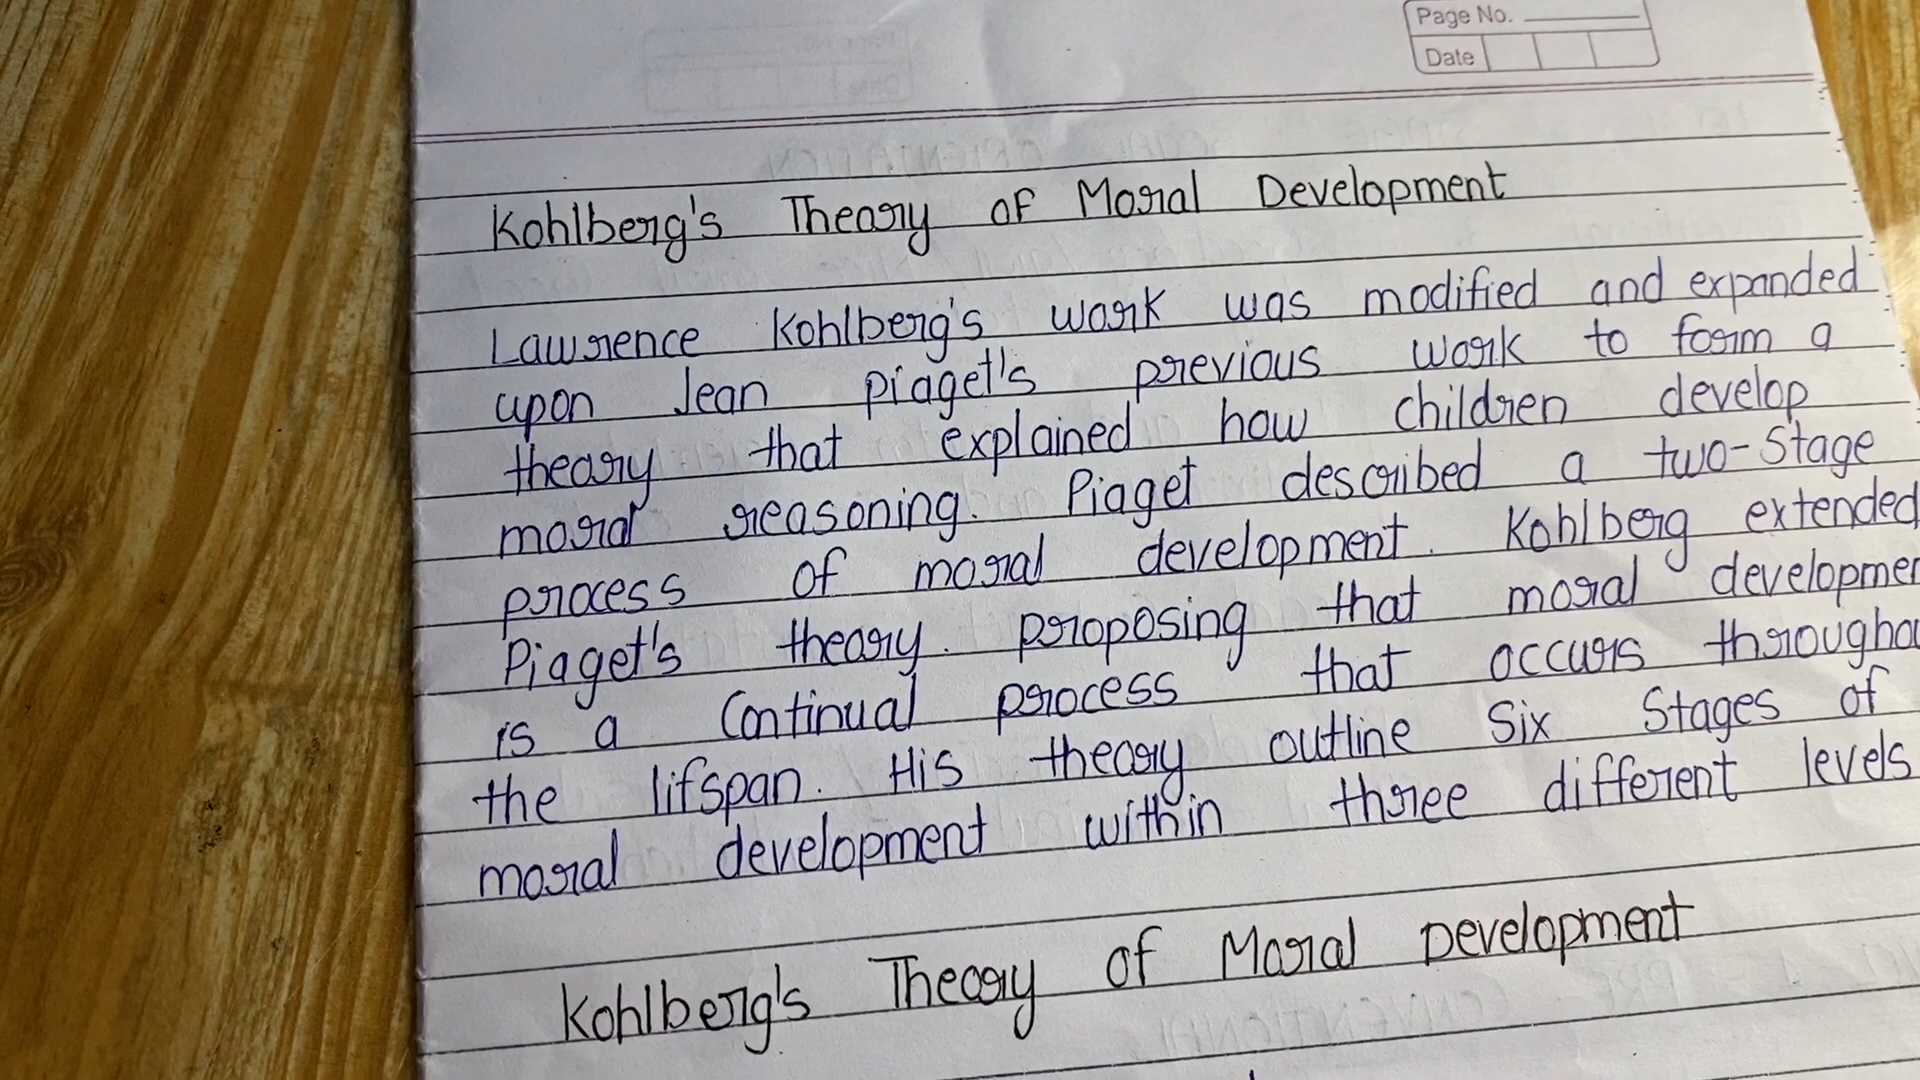 Page No.
Date
Kohlberg's Theory of Moral Development
Lawrence Kohlberg's work was modified and expanded
upon Jean piaget's previous work to form a
theory that explained how children develop
moral reasoning. Piaget described a two-Stage
process of moral development. Kohlberg extended
Piaget's theory. proposing that moral developmen
is a Continual process that occurs throughou
the lifspan. His theory outline Six Stages of
moral development within three different levels
Kohlberg's Theory of Moral Development